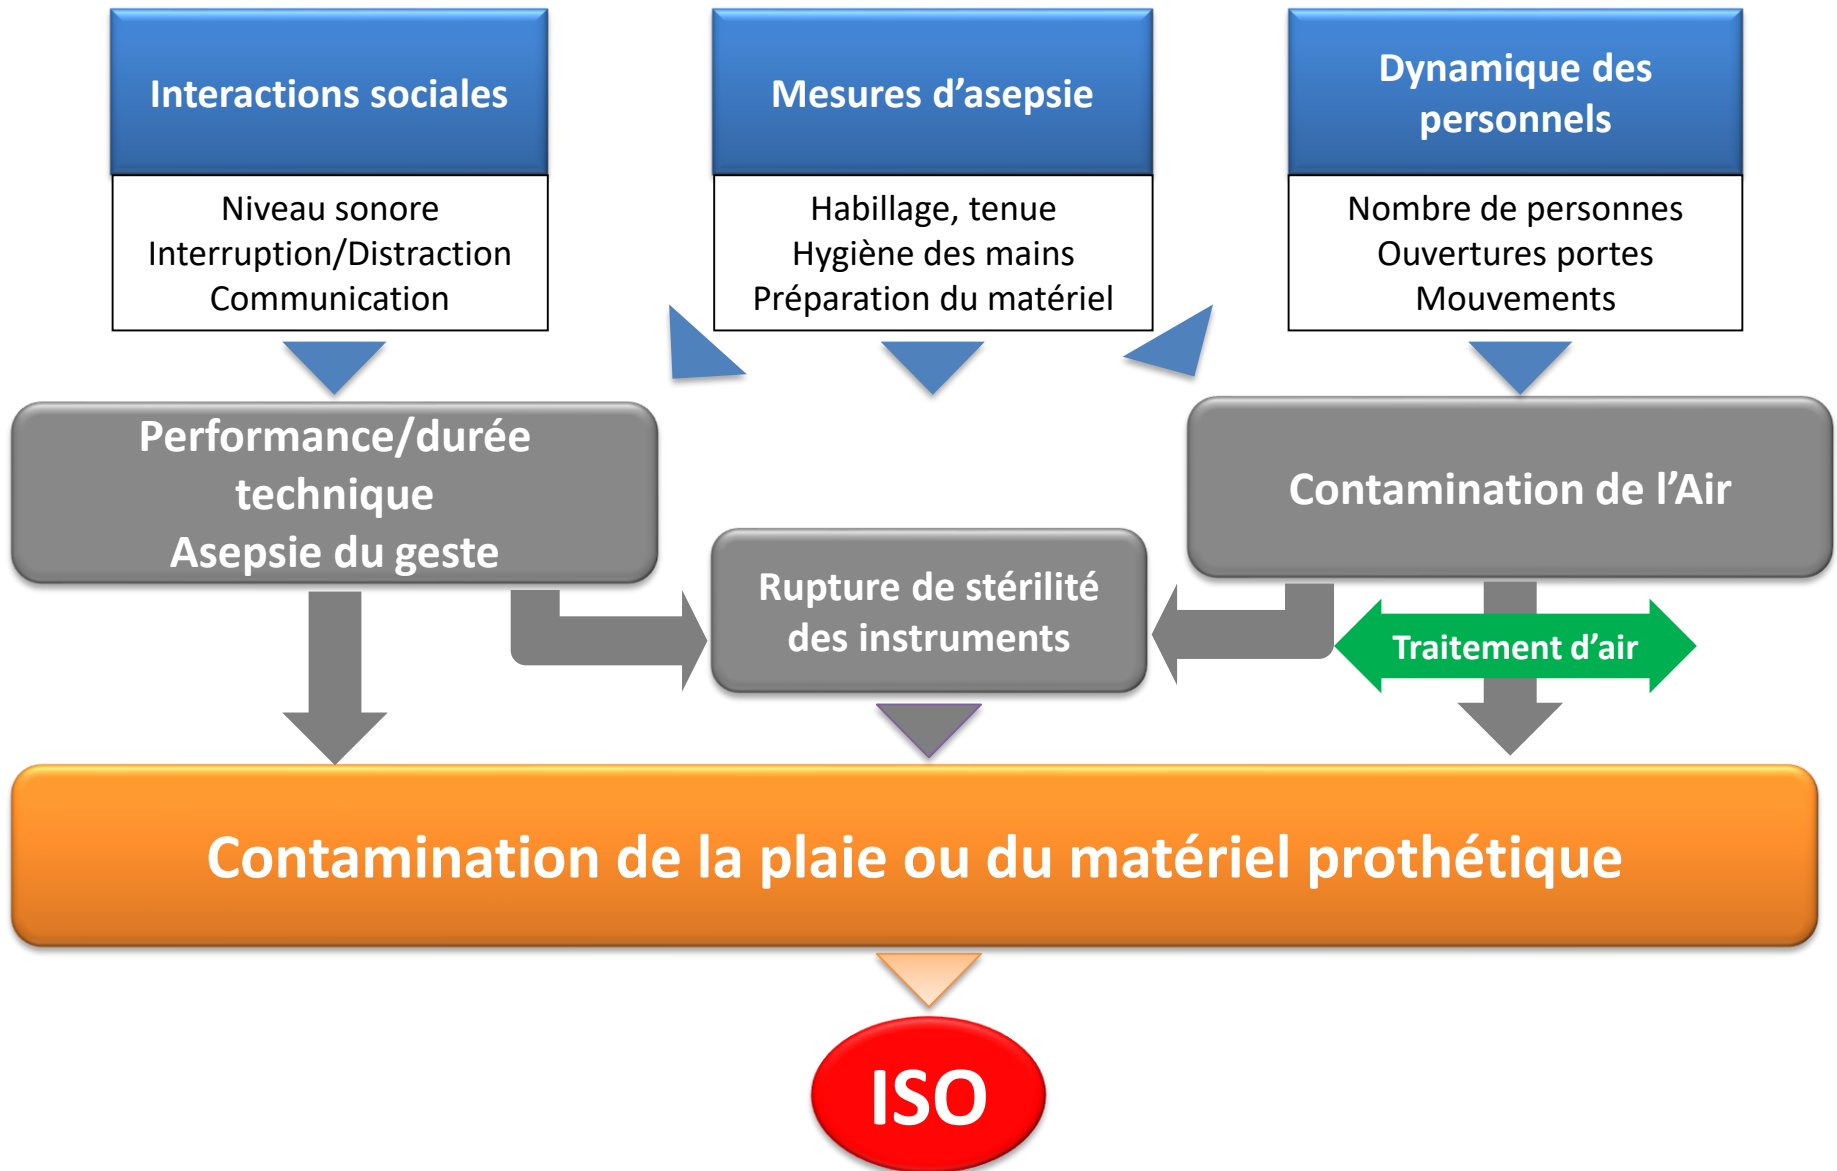 Interactions sociales
Niveau sonore
Interruption/Distraction
Communication
Mesures d’asepsie
Habillage, tenue
Hygiène des mains
Préparation du matériel
Dynamique des
personnels
Nombre de personnes
Ouvertures portes
Mouvements
Performance/durée
technique
Asepsie du geste
Rupture de stérilité
des instruments
Contamination de l’Air
Traitement d’air
Contamination de la plaie ou du matériel prothétique
ISO